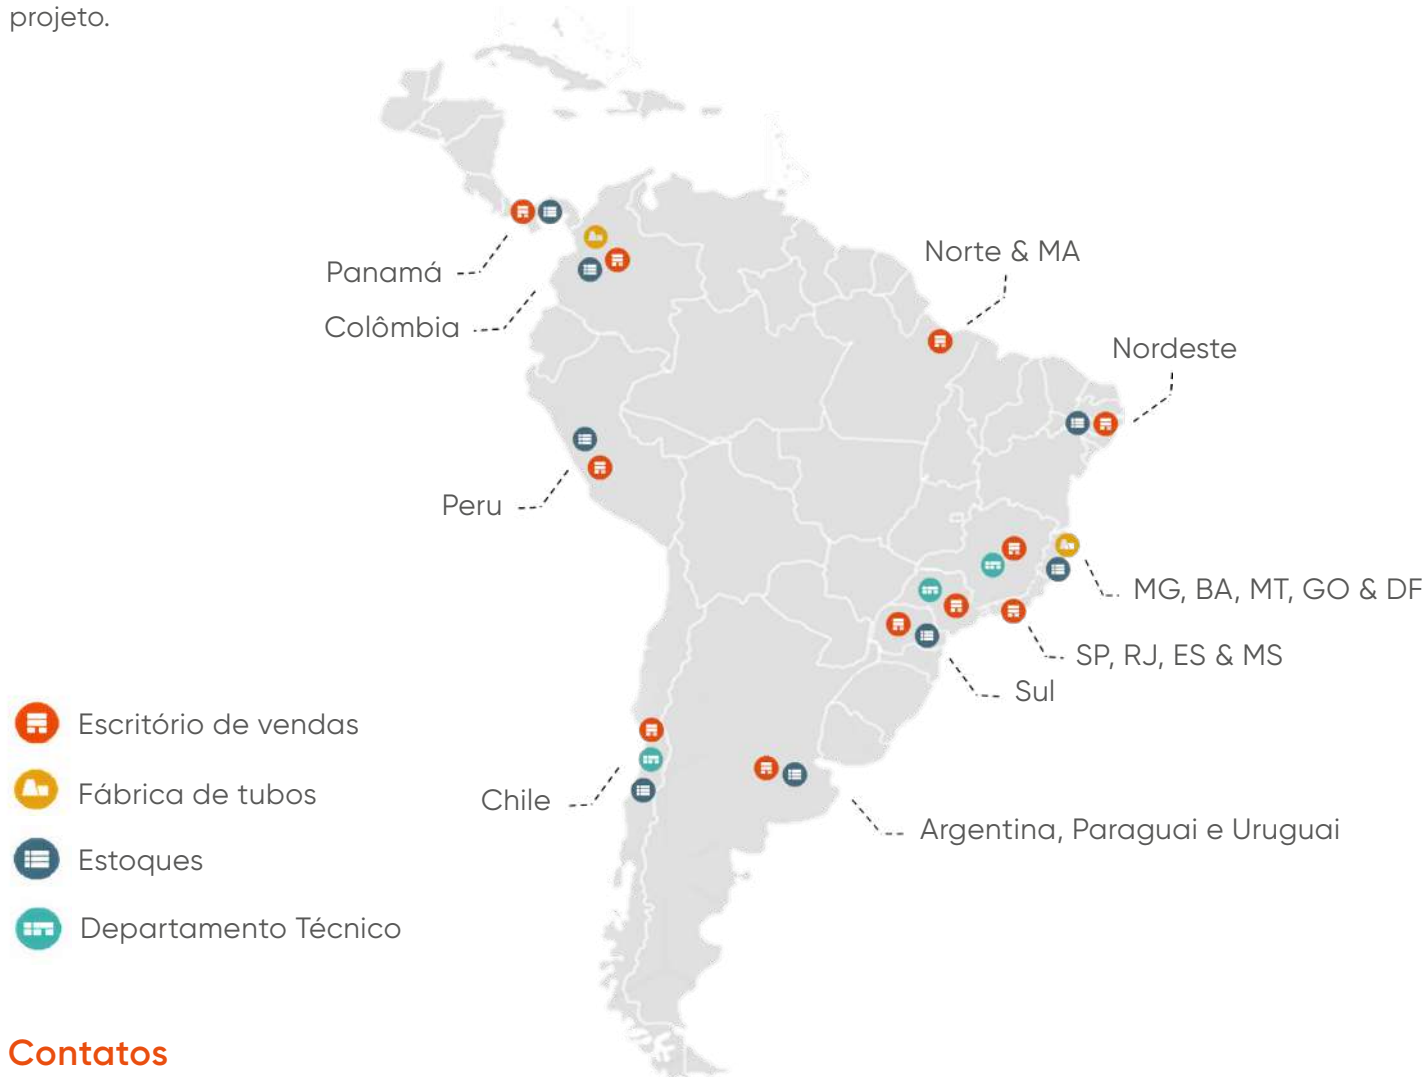 projeto.
Norte & MA
Panamá
Colômbia
Nordeste
Peru
MG, BA, MT, GO & DF
SP, RJ, ES & MS
Sul
Escritório de vendas
Fábrica de tubos
Chile
Argentina, Paraguai e Uruguai
Estoques
Departamento Técnico
Contatos